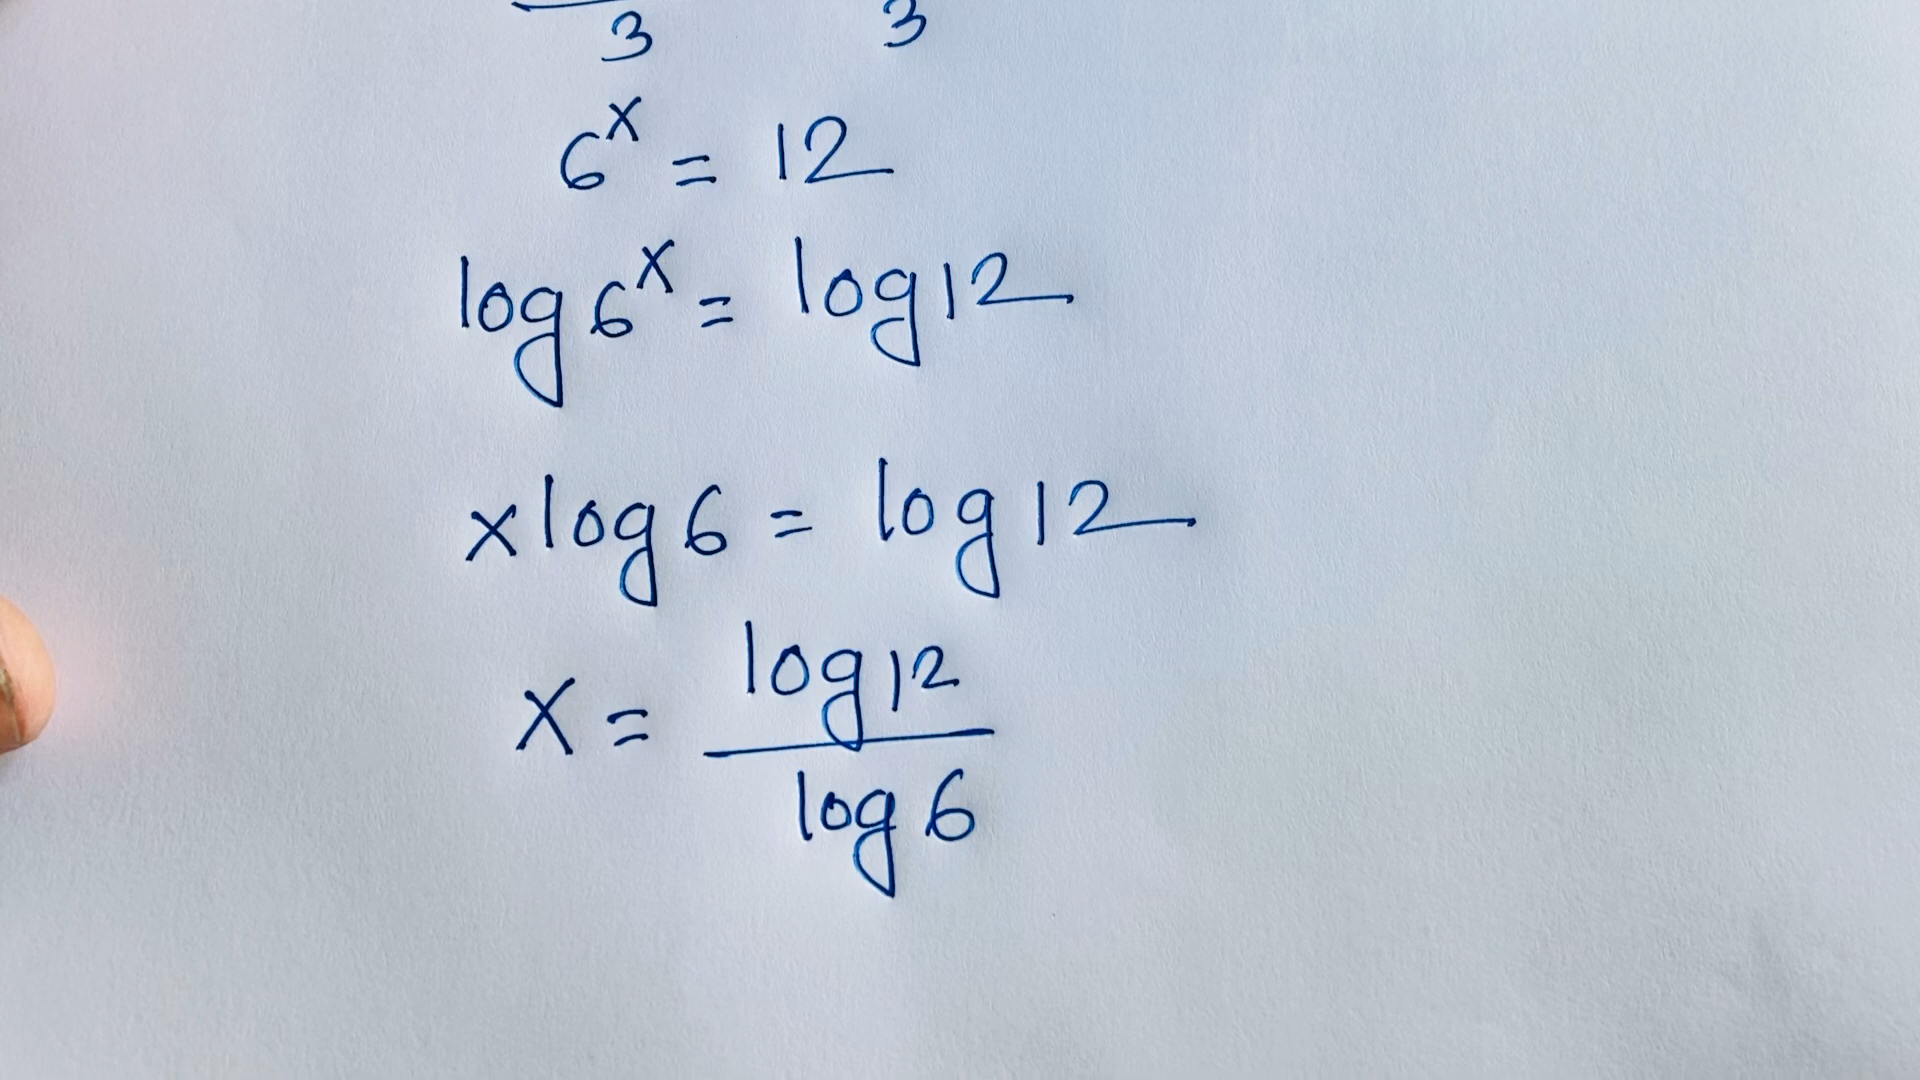 3 3
6^x = 12
log 6^x = log 12
x log 6 = log 12
x = log 12 / log 6